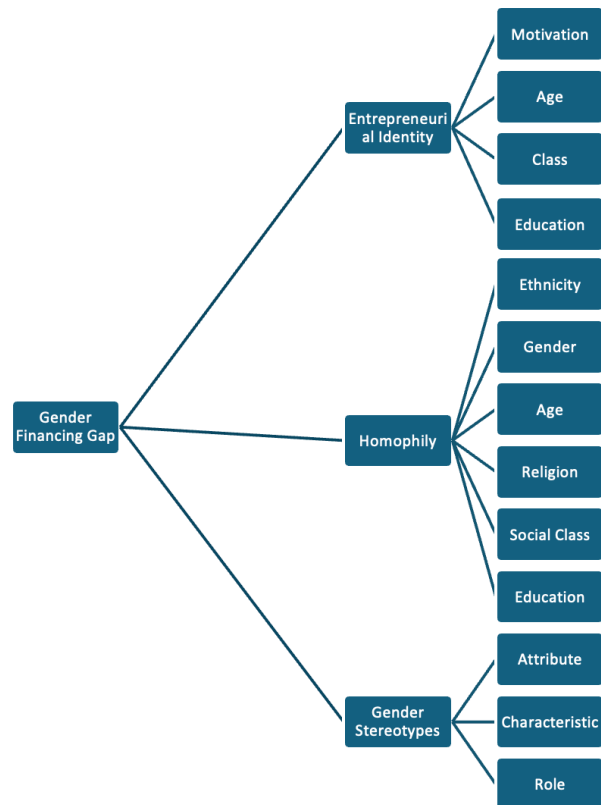 Motivation
Age
Entrepreneuri
al Identity
Class
Education
Ethnicity
Gender
Age
Gender
Financing Gap
Homophily
Religion
Social Class
Education
Attribute
Gender
Stereotypes
Characteristic
Role